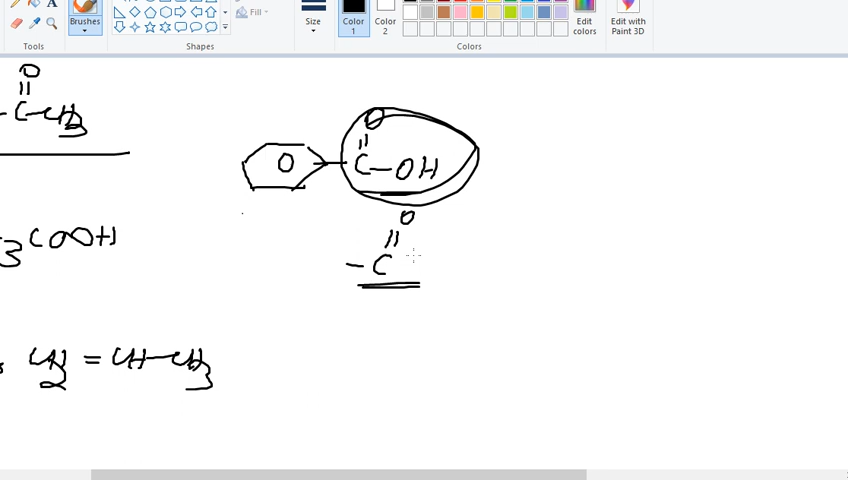 Tools
Brushes
Shapes
Fill
Size
Color 1
Color 2
Colors
Edit colors
Edit with Paint 3D
O
C-CH3
O
O
C-OH
O
-C
3COOH
CH2=CH-CH3